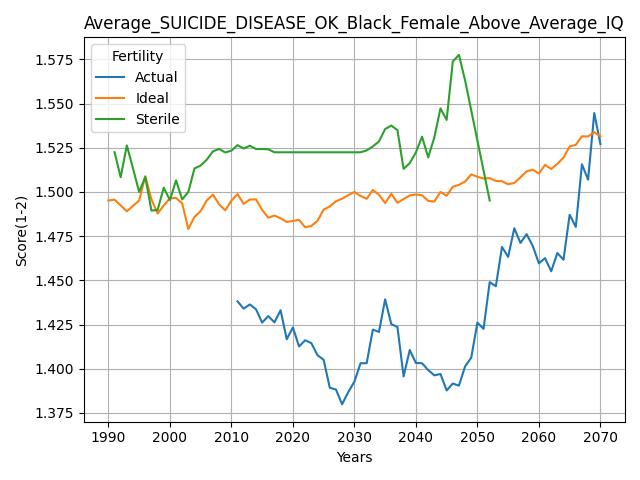 Average_SUICIDE_DISEASE_OK_Black_Female_Above_Average_IQ
Fertility
Actual
Ideal
Sterile
Score(1-2)
1.575
1.550
1.525
1.500
1.475
1.450
1.425
1.400
1.375
1990 2000 2010 2020 2030 2040 2050 2060 2070
Years